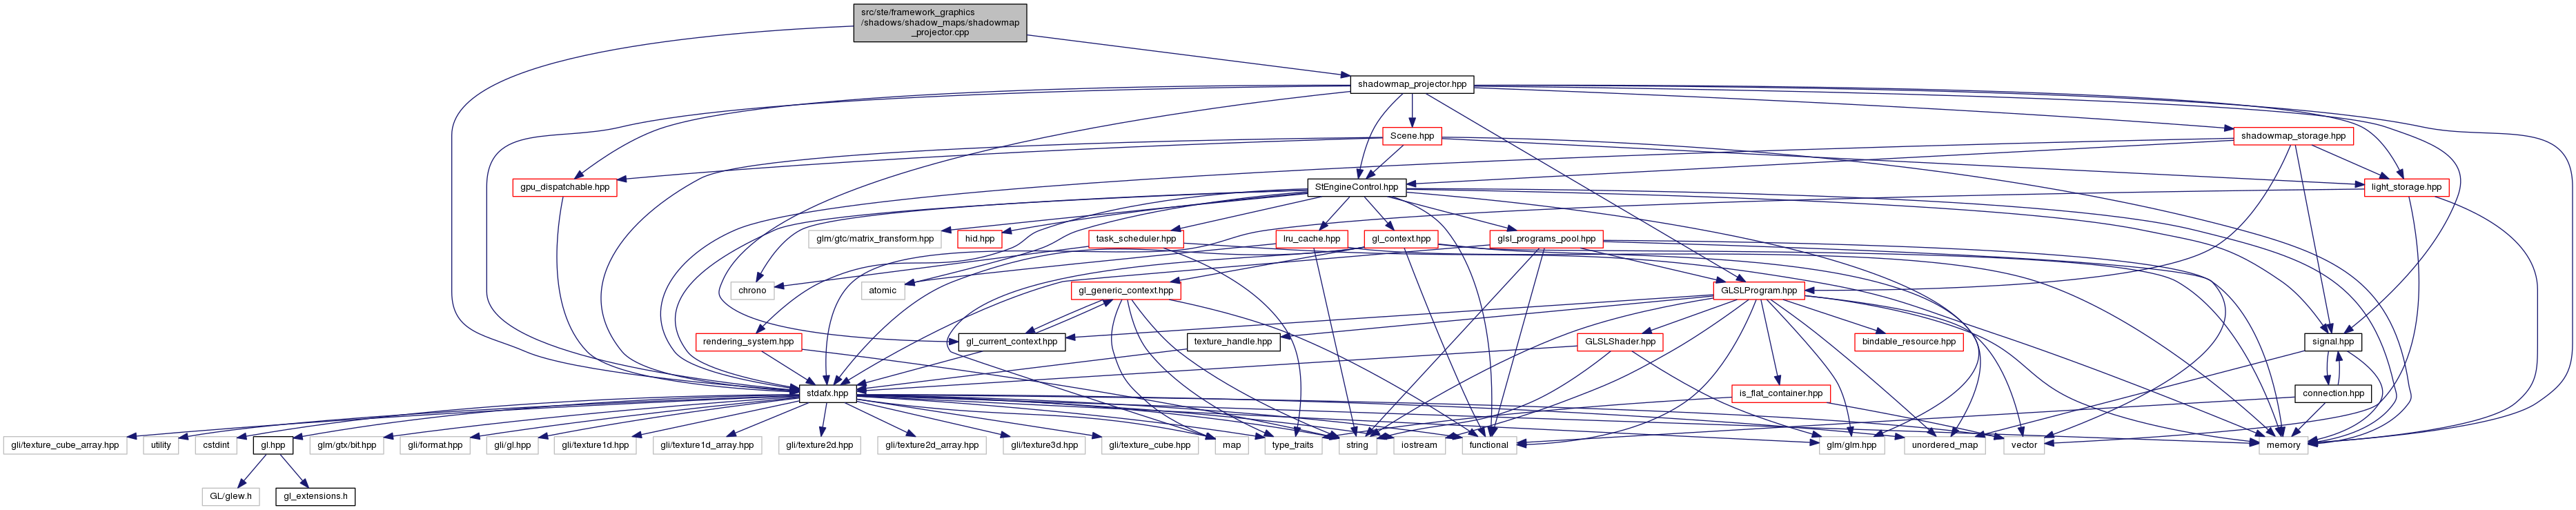 src/ste/framework_graphics
/shadows/shadow_maps/shadowmap
_projector.cpp
shadowmap_projector.hpp
Scene.hpp
shadowmap_storage.hpp
gpu_dispatchable.hpp
StEngineControl.hpp
light_storage.hpp
glm/gtc/matrix_transform.hpp
hid.hpp
task_scheduler.hpp
lru_cache.hpp
gl_context.hpp
glsl_programs_pool.hpp
chrono
atomic
gl_generic_context.hpp
GLSLProgram.hpp
rendering_system.hpp
gl_current_context.hpp
texture_handle.hpp
GLSLShader.hpp
bindable_resource.hpp
signal.hpp
stdafx.hpp
is_flat_container.hpp
connection.hpp
gli/texture_cube_array.hpp
utility
cstdint
gl.hpp
glm/gtx/bit.hpp
gli/format.hpp
gli/gl.hpp
gli/texture1d.hpp
gli/texture1d_array.hpp
gli/texture2d.hpp
gli/texture2d_array.hpp
gli/texture3d.hpp
gli/texture_cube.hpp
map
type_traits
string
iostream
functional
glm/glm.hpp
unordered_map
vector
memory
GL/glew.h
gl_extensions.h